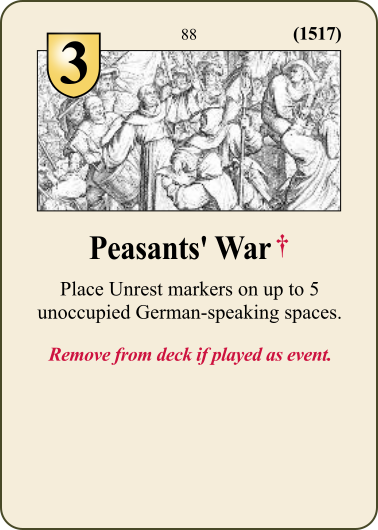 3
88
(1517)
Peasants' War †
Place Unrest markers on up to 5
unoccupied German-speaking spaces.
Remove from deck if played as event.